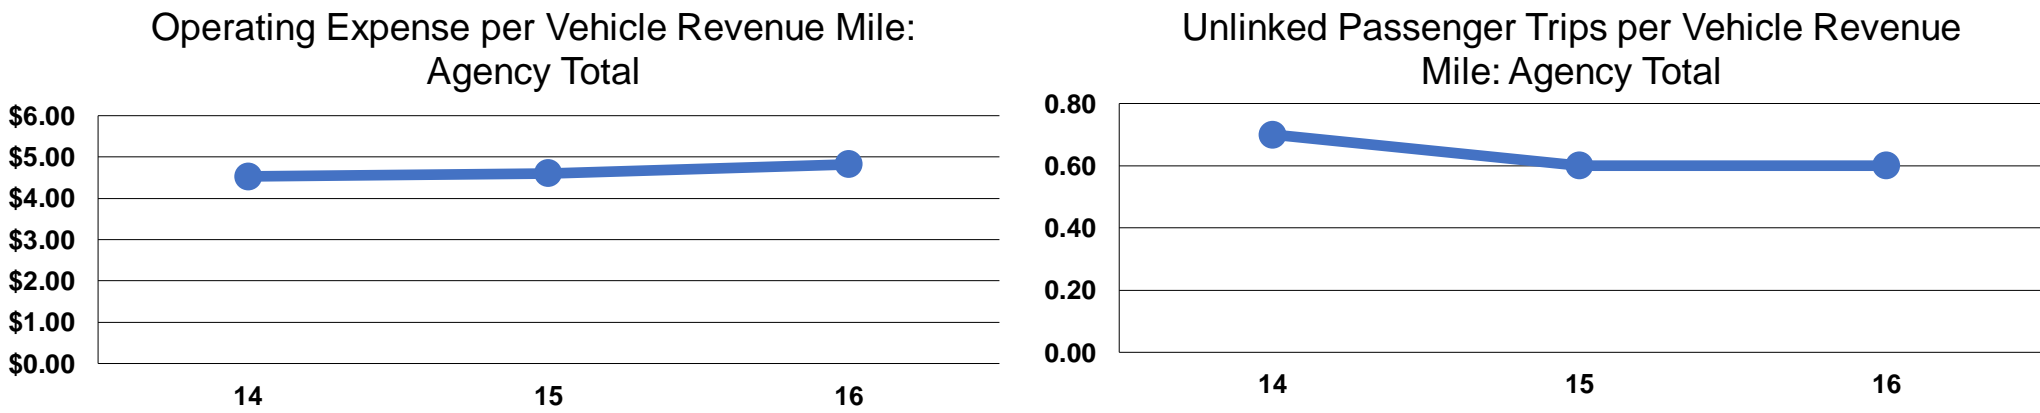 Operating Expense per Vehicle Revenue Mile:
Agency Total
$6.00
$5.00
$4.00
$3.00
$2.00
$1.00
$0.00
14 15 16
Unlinked Passenger Trips per Vehicle Revenue
Mile: Agency Total
0.80
0.60
0.40
0.20
0.00
14 15 16